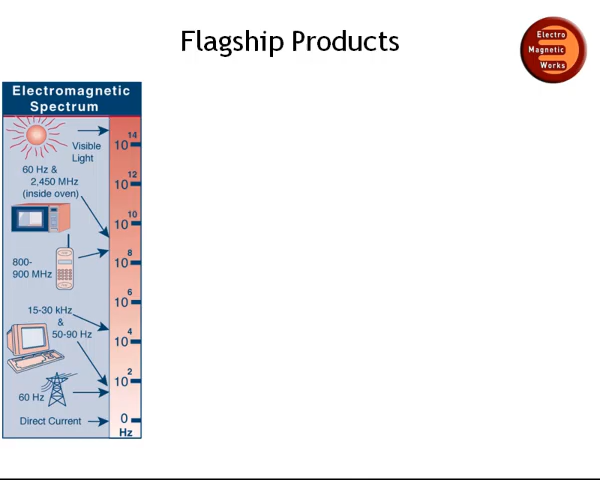 Flagship Products
Electro
Magnetic
Works
Electromagnetic
Spectrum
10^14
Visible
Light
60 Hz &
2,450 MHz
(inside oven)
10^12
10^10
800-
900 MHz
10^8
10^6
15-30 kHz
&
50-90 Hz
10^4
10^2
60 Hz
Direct Current
0
Hz